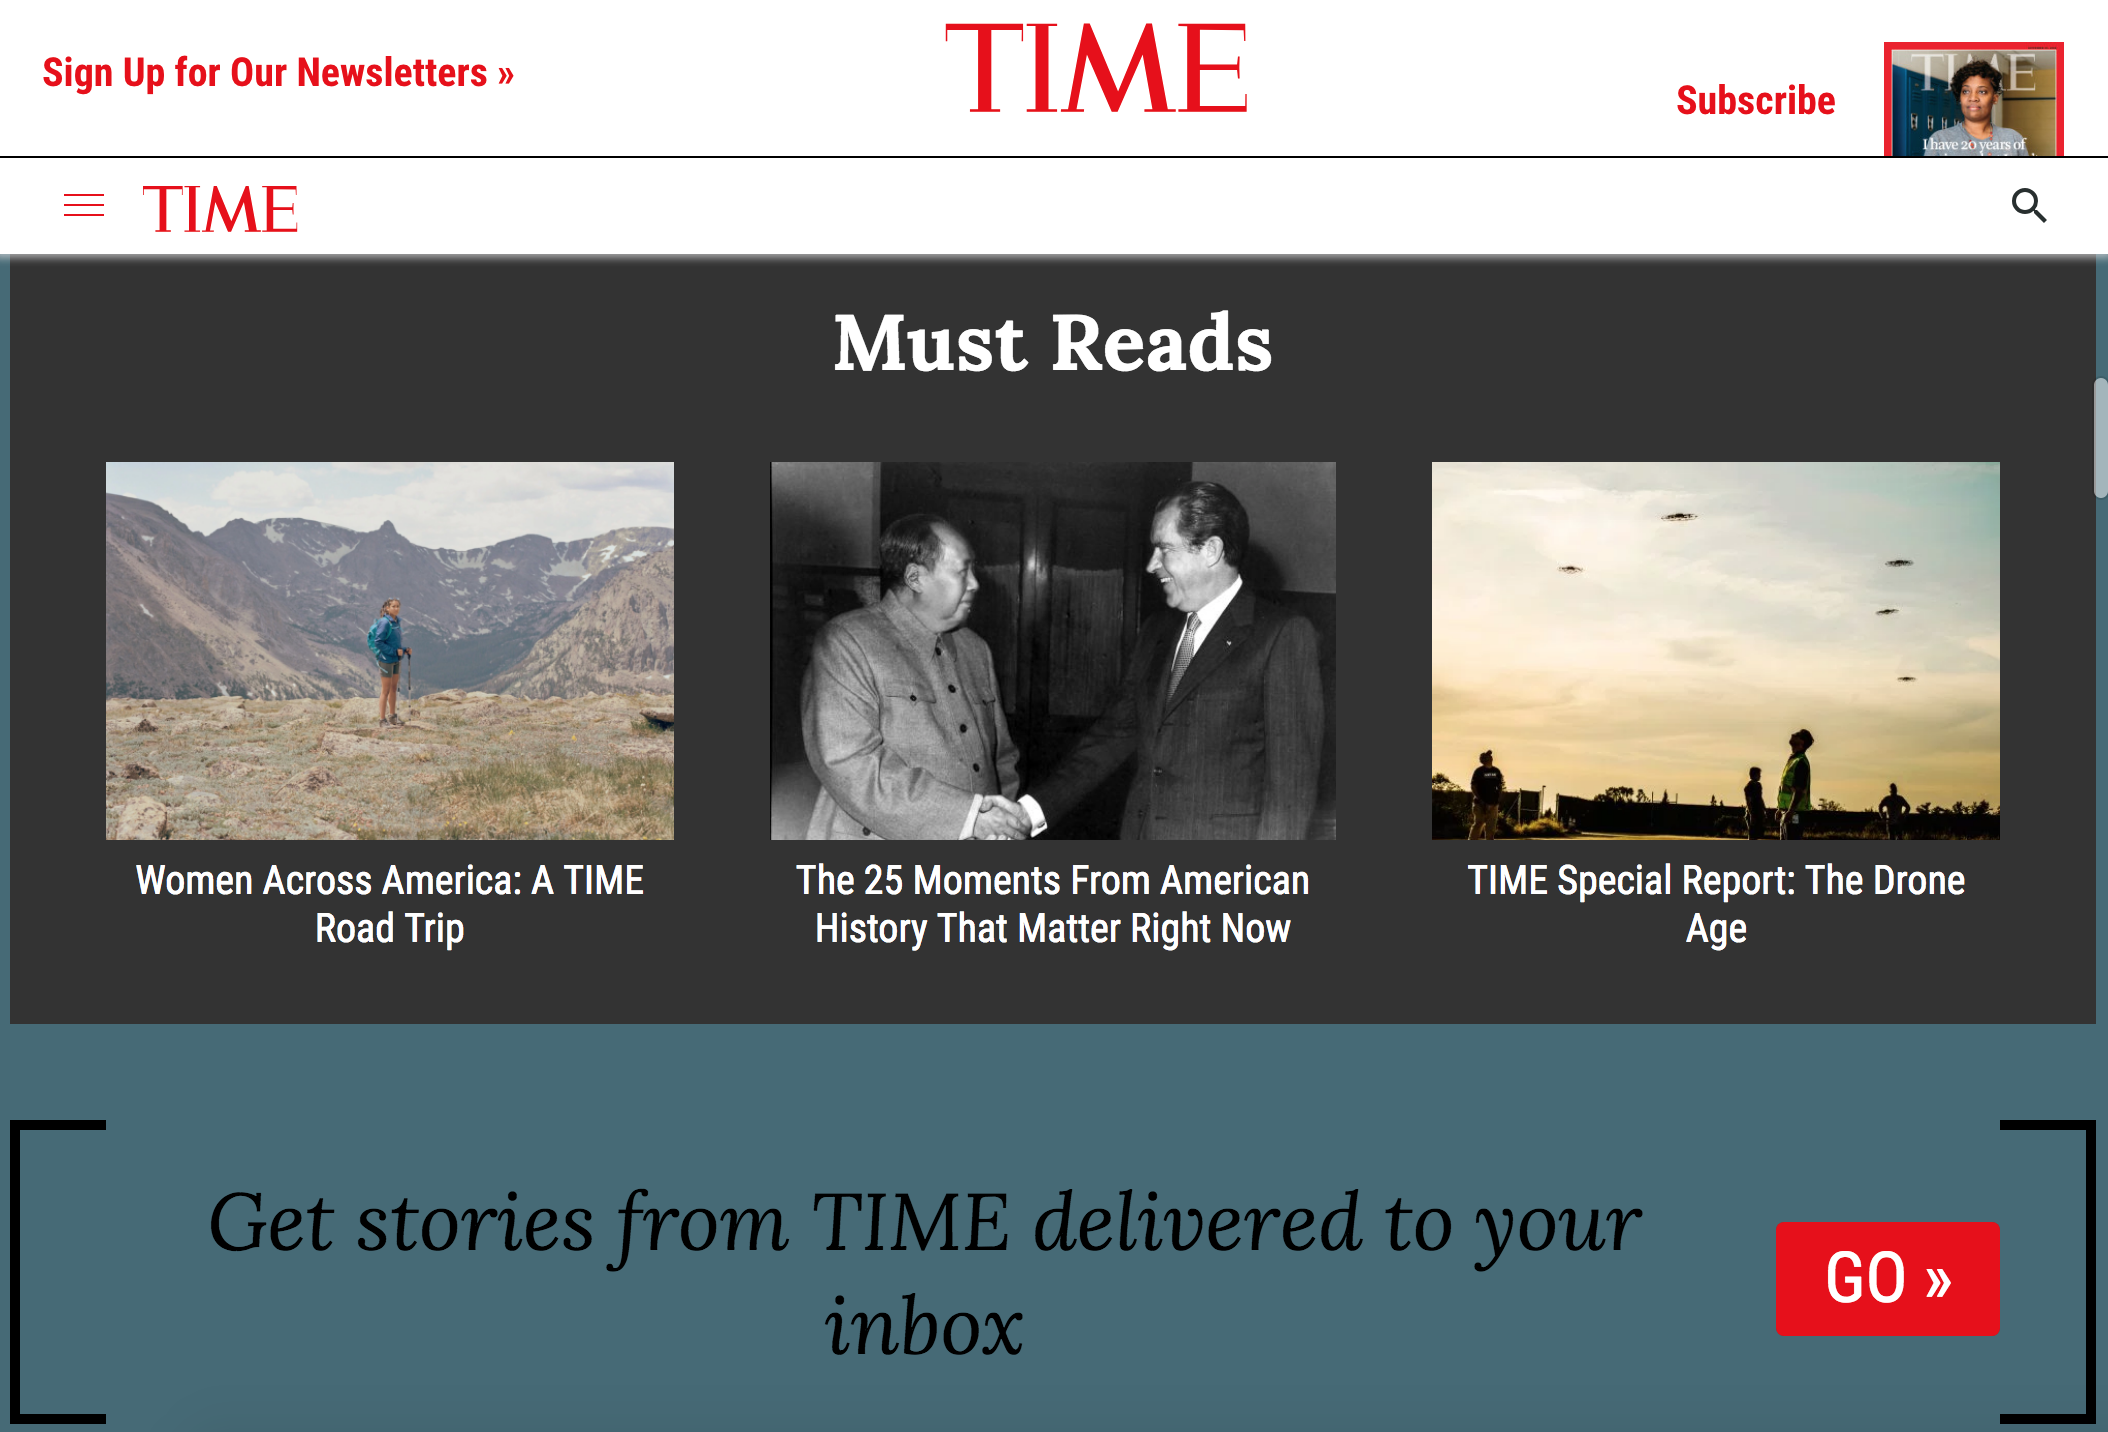 Sign Up for Our Newsletters »
TIME
Subscribe
TIME
I have 20 years of
TIME
Must Reads
Women Across America: A TIME
Road Trip
The 25 Moments From American
History That Matter Right Now
TIME Special Report: The Drone
Age
Get stories from TIME delivered to your
inbox
GO »